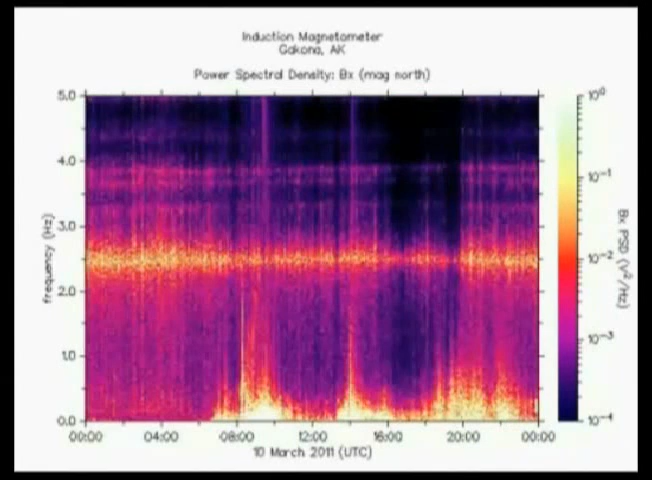 Induction Magnetometer
Gakona, AK
Power Spectral Density: Bx (mag north)
5.0
4.0
3.0
2.0
1.0
0.0
frequency (Hz)
00:00 04:00 08:00 12:00 16:00 20:00 00:00
10 March 2011 (UTC)
10⁰
10⁻¹
10⁻²
10⁻³
10⁻⁴
Bx PSD (V²/Hz)